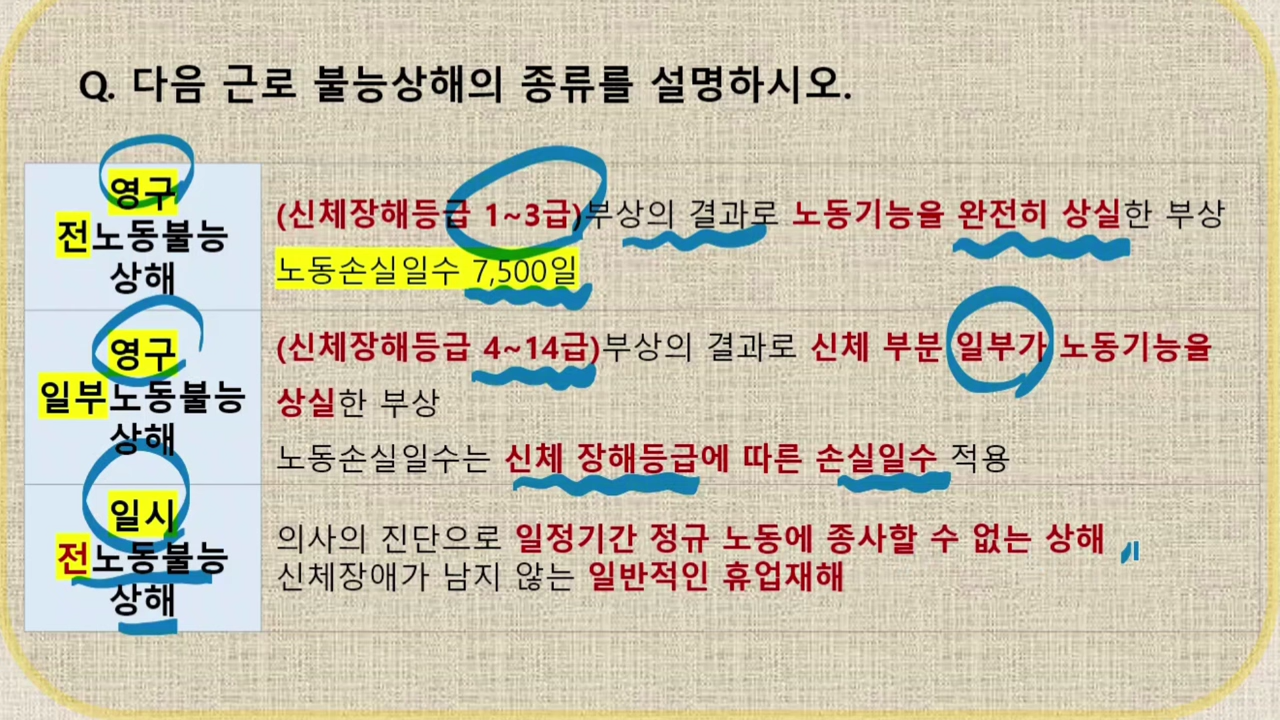 Q. 다음 근로 불능상해의 종류를 설명하시오.
영구
전노동불능
상해
(신체장해등급 1~3급)부상의 결과로 노동기능을 완전히 상실한 부상
노동손실일수 7,500일
영구
일부노동불능
상해
(신체장해등급 4~14급)부상의 결과로 신체 부분 일부가 노동기능을
상실한 부상
노동손실일수는 신체 장해등급에 따른 손실일수 적용
일시
전노동불능
상해
의사의 진단으로 일정기간 정규 노동에 종사할 수 없는 상해
신체장애가 남지 않는 일반적인 휴업재해